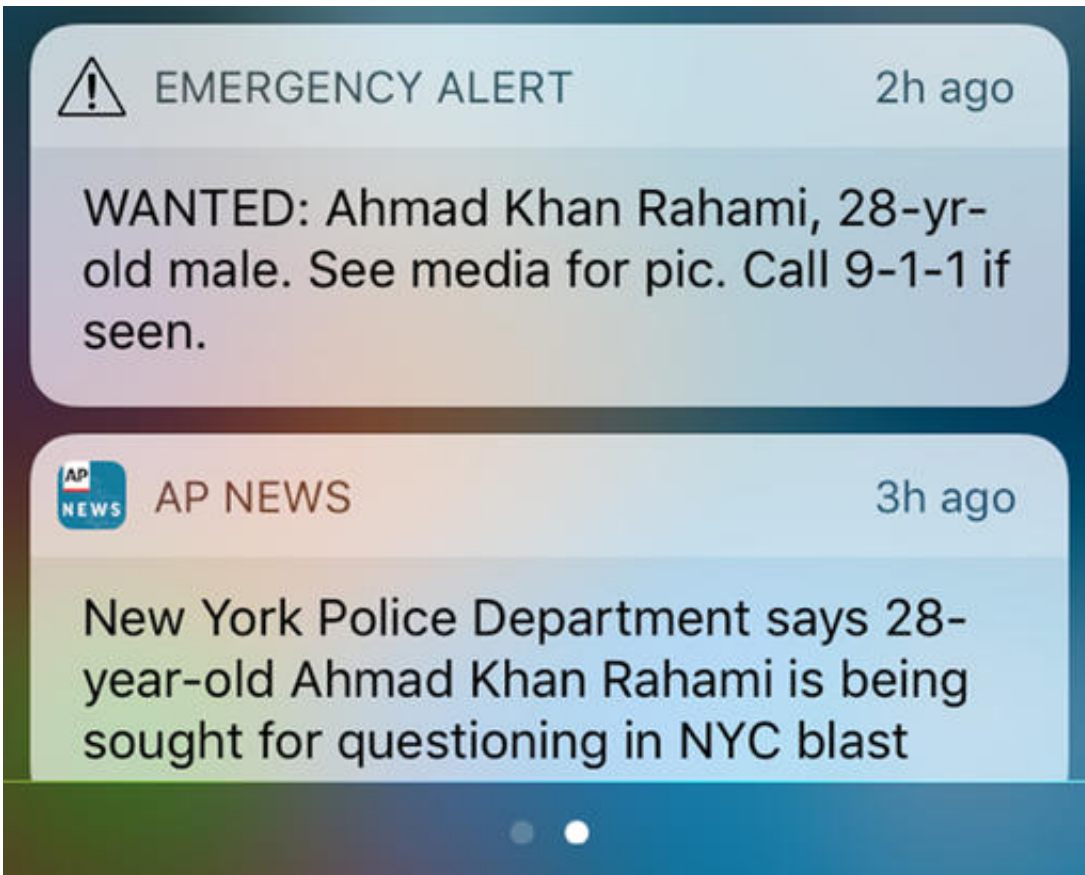 EMERGENCY ALERT 2h ago
WANTED: Ahmad Khan Rahami, 28-yr-
old male. See media for pic. Call 9-1-1 if
seen.
AP
NEWS
AP NEWS 3h ago
New York Police Department says 28-
year-old Ahmad Khan Rahami is being
sought for questioning in NYC blast